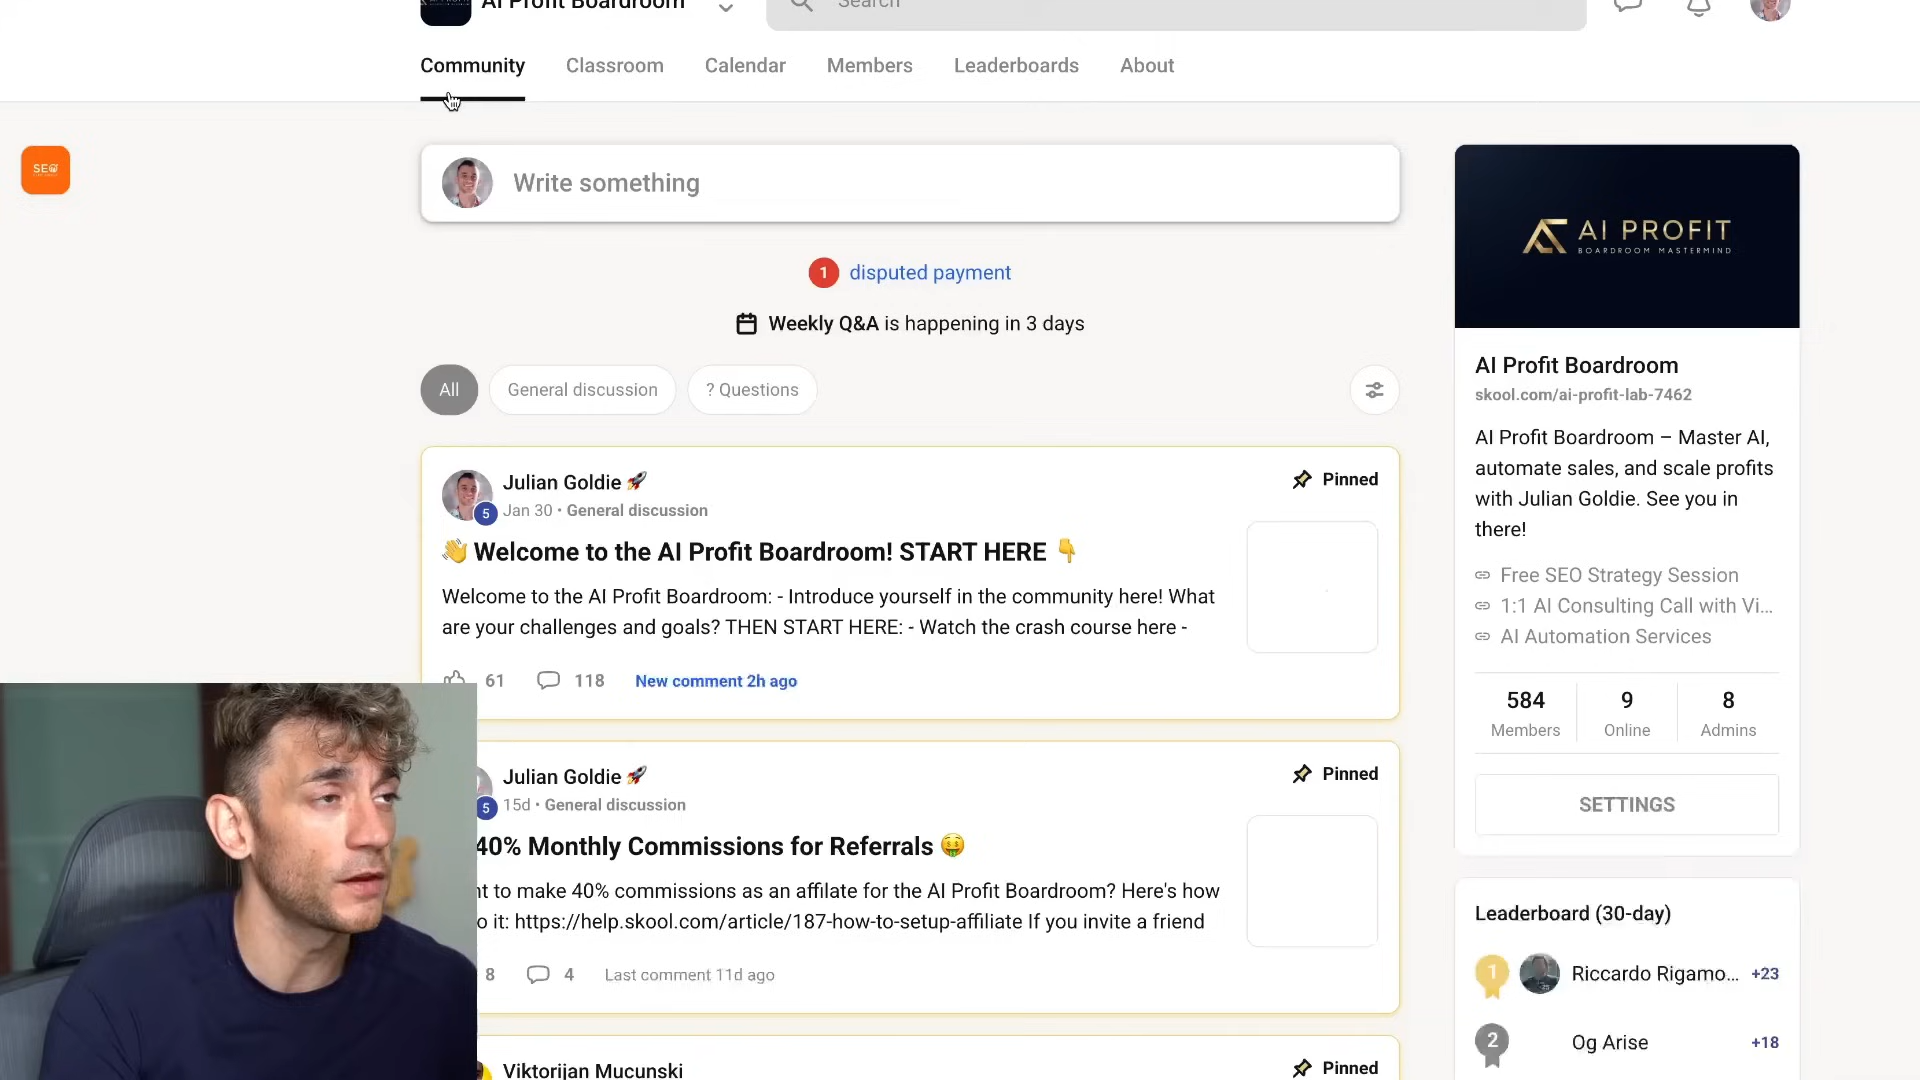 AI Profit Boardroom
Search
Community
Classroom
Calendar
Members
Leaderboards
About
SEO
Write something
1 disputed payment
Weekly Q&A is happening in 3 days
All
General discussion
? Questions
Julian Goldie 🚀
Pinned
5
Jan 30 • General discussion
👋 Welcome to the AI Profit Boardroom! START HERE 👇
Welcome to the AI Profit Boardroom: - Introduce yourself in the community here! What
are your challenges and goals? THEN START HERE: - Watch the crash course here -
61
118
New comment 2h ago
Julian Goldie 🚀
Pinned
5
15d • General discussion
40% Monthly Commissions for Referrals 🤑
nt to make 40% commissions as an affilate for the AI Profit Boardroom? Here's how
o it: https://help.skool.com/article/187-how-to-setup-affiliate If you invite a friend
8
4
Last comment 11d ago
Viktorijan Mucunski
Pinned
AI PROFIT
BOARDROOM MASTERMIND
AI Profit Boardroom
skool.com/ai-profit-lab-7462
AI Profit Boardroom – Master AI,
automate sales, and scale profits
with Julian Goldie. See you in
there!
Free SEO Strategy Session
1:1 AI Consulting Call with Vi...
AI Automation Services
584
Members
9
Online
8
Admins
SETTINGS
Leaderboard (30-day)
1 Riccardo Rigamo... +23
2 Og Arise +18